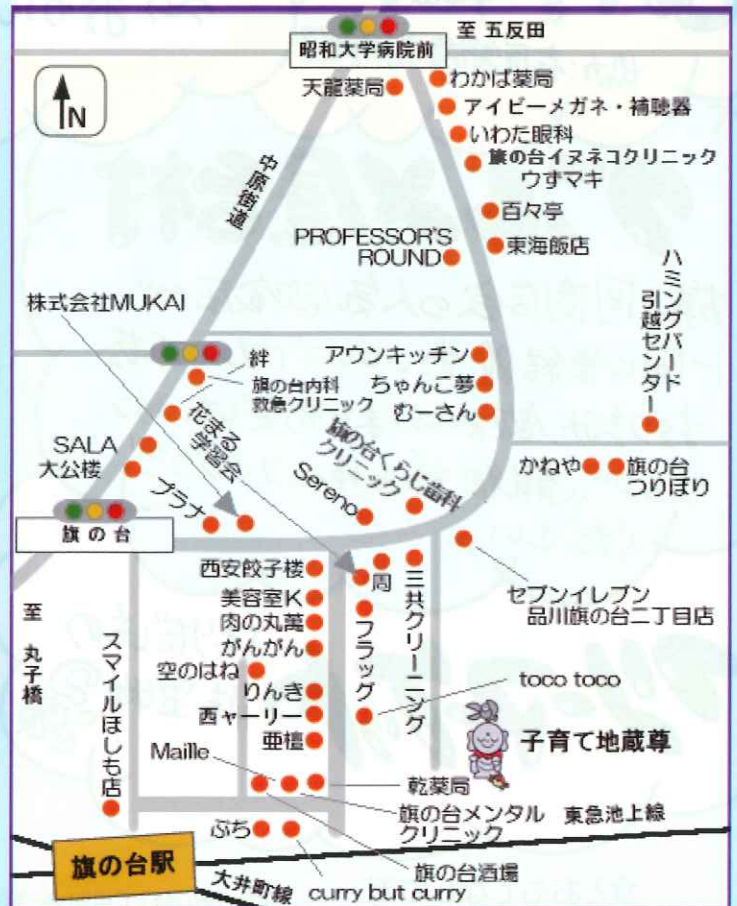 至 五反田
昭和大学病院前
N
天龍薬局
わかば薬局
アイビーメガネ・補聴器
いわた眼科
旗の台イヌネコクリニック
ウずマキ
百々亭
東海飯店
中原街道
PROFESSOR'S
ROUND
ハミングバード
引越センター
株式会社MUKAI
絆
旗の台内科
救急クリニック
アウンキッチン
ちゃんこ夢
むーさん
花まる
学習会
SALA
大公楼
旗の台くらじ歯科
クリニック
かねや
旗の台
つりぼり
プラナ
Sereno
旗の台
西安餃子楼
周
三共クリーニング
セブンイレブン
品川旗の台二丁目店
美容室K
肉の丸萬
がんがん
フラッグ
至 丸子橋
スマイルほしも店
空のはね
りんき
toco toco
西ャーリー
亜檀
子育て地蔵尊
Maille
乾薬局
旗の台メンタル
クリニック
東急池上線
ぷち
旗の台酒場
旗の台駅
大井町線
curry but curry